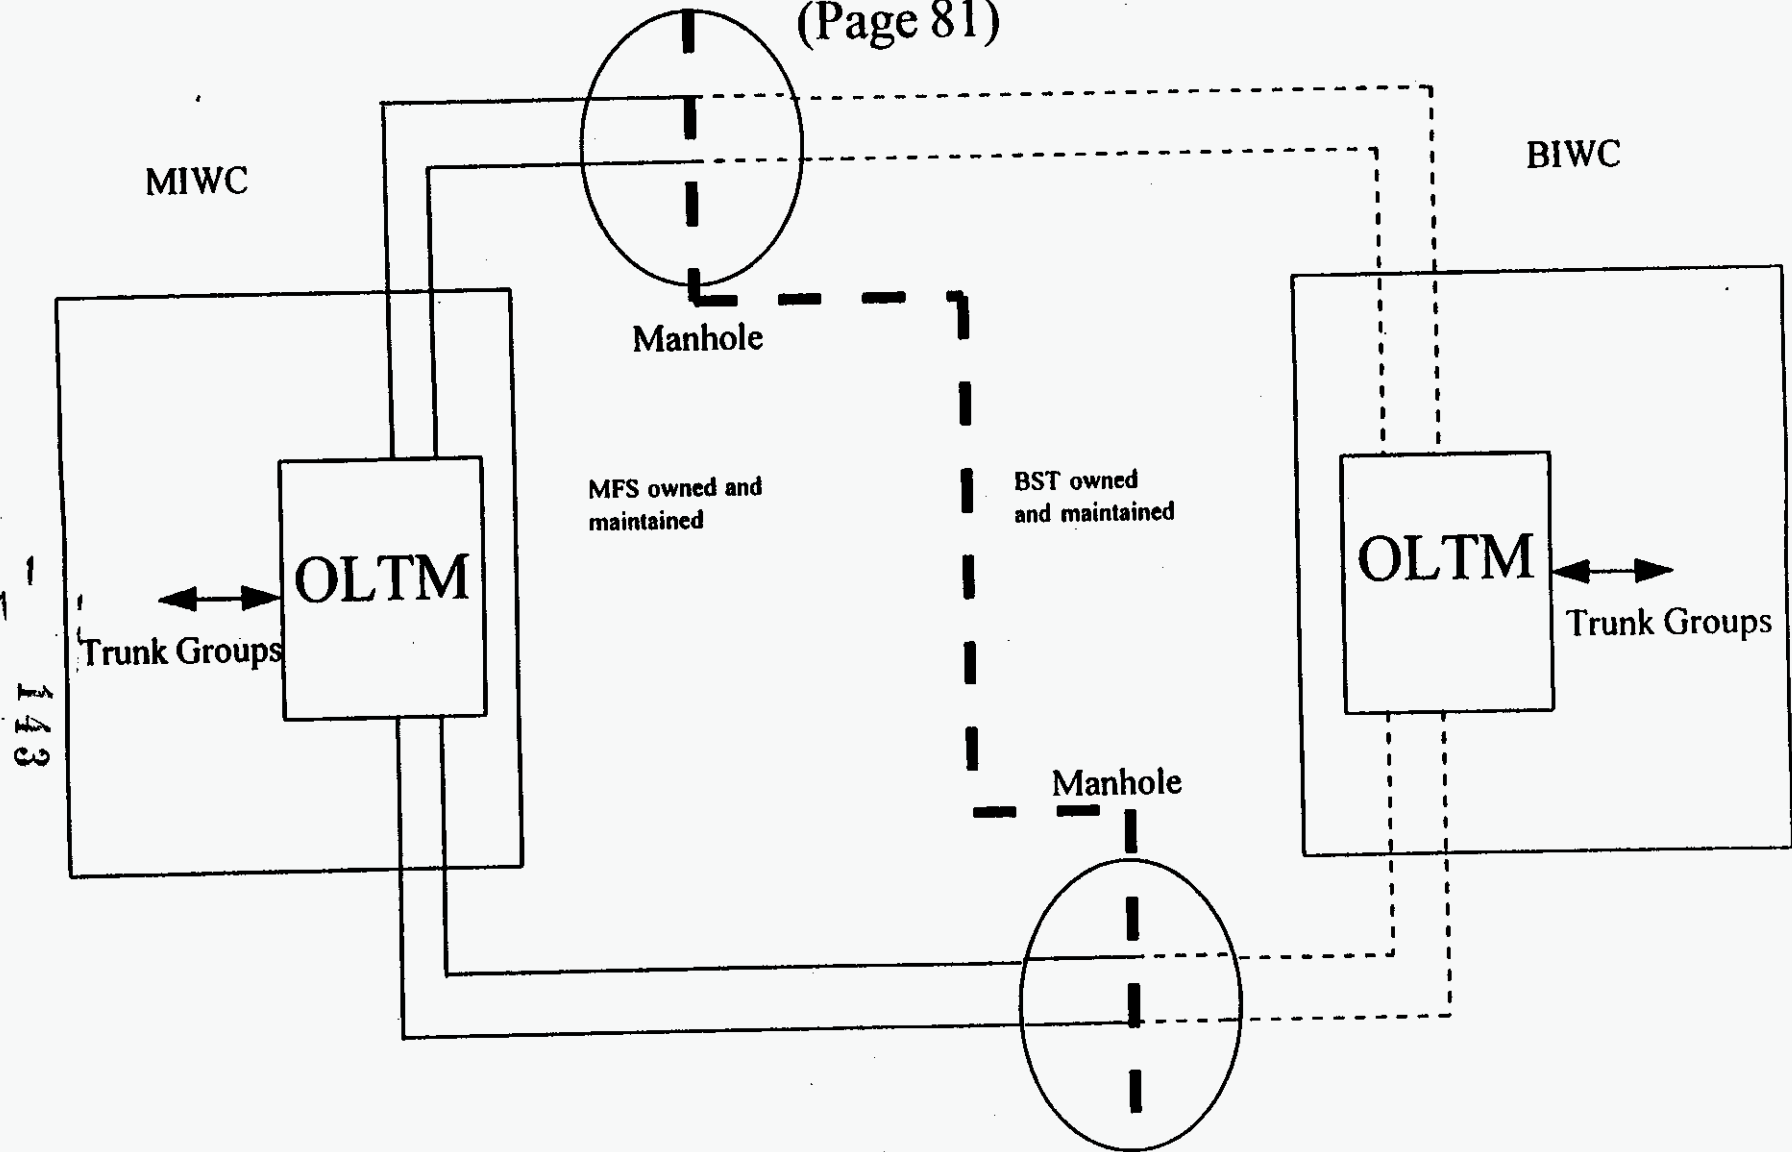 (Page 81)
MIWC
BIWC
Manhole
MFS owned and
maintained
BST owned
and maintained
OLTM
OLTM
Trunk Groups
Trunk Groups
Manhole
143